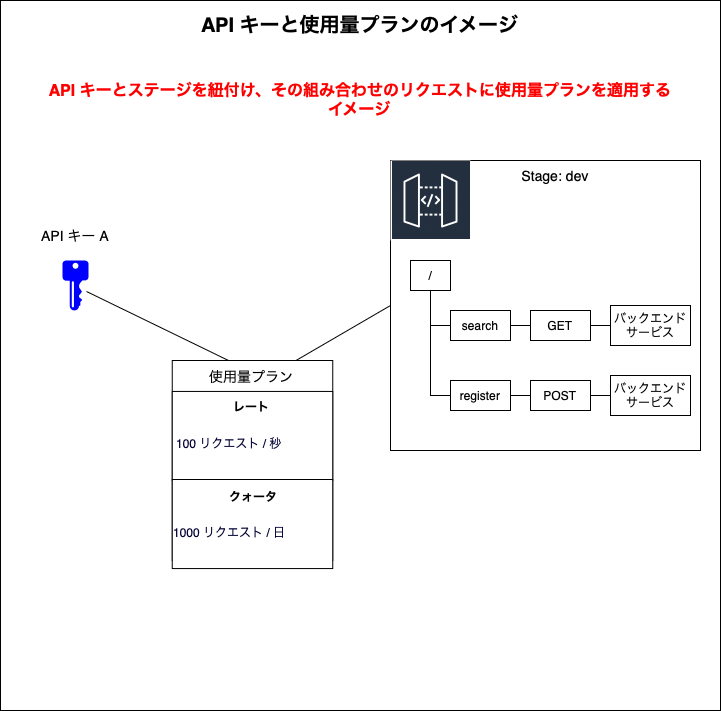 API キーと使用量プランのイメージ
API キーとステージを紐付け、その組み合わせのリクエストに使用量プランを適用する
イメージ
Stage: dev
</>
API キー A
/
search
GET
バックエンド
サービス
register
POST
バックエンド
サービス
使用量プラン
レート
100 リクエスト / 秒
クォータ
1000 リクエスト / 日